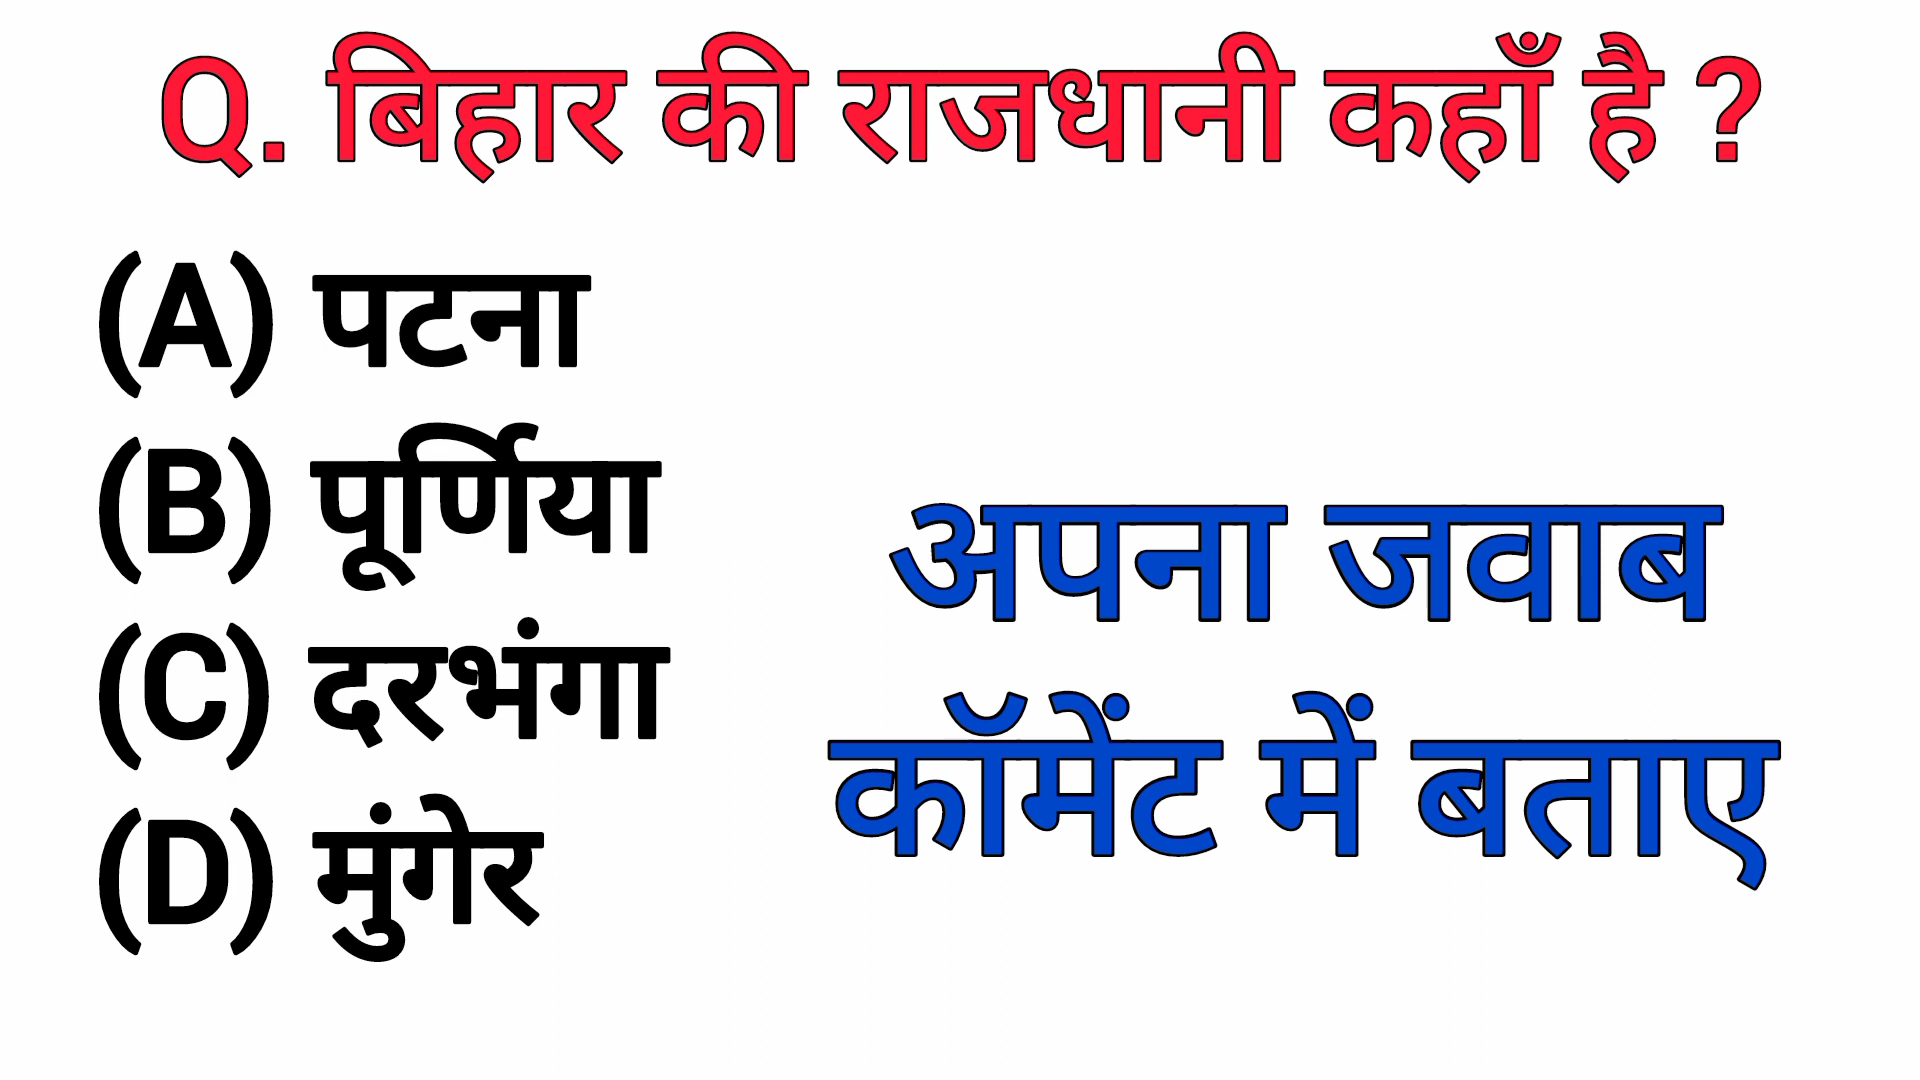 Q. बिहार की राजधानी कहाँ है ?
(A) पटना
(B) पूर्णिया
(C) दरभंगा
(D) मुंगेर
अपना जवाब
कॉमेंट में बताए